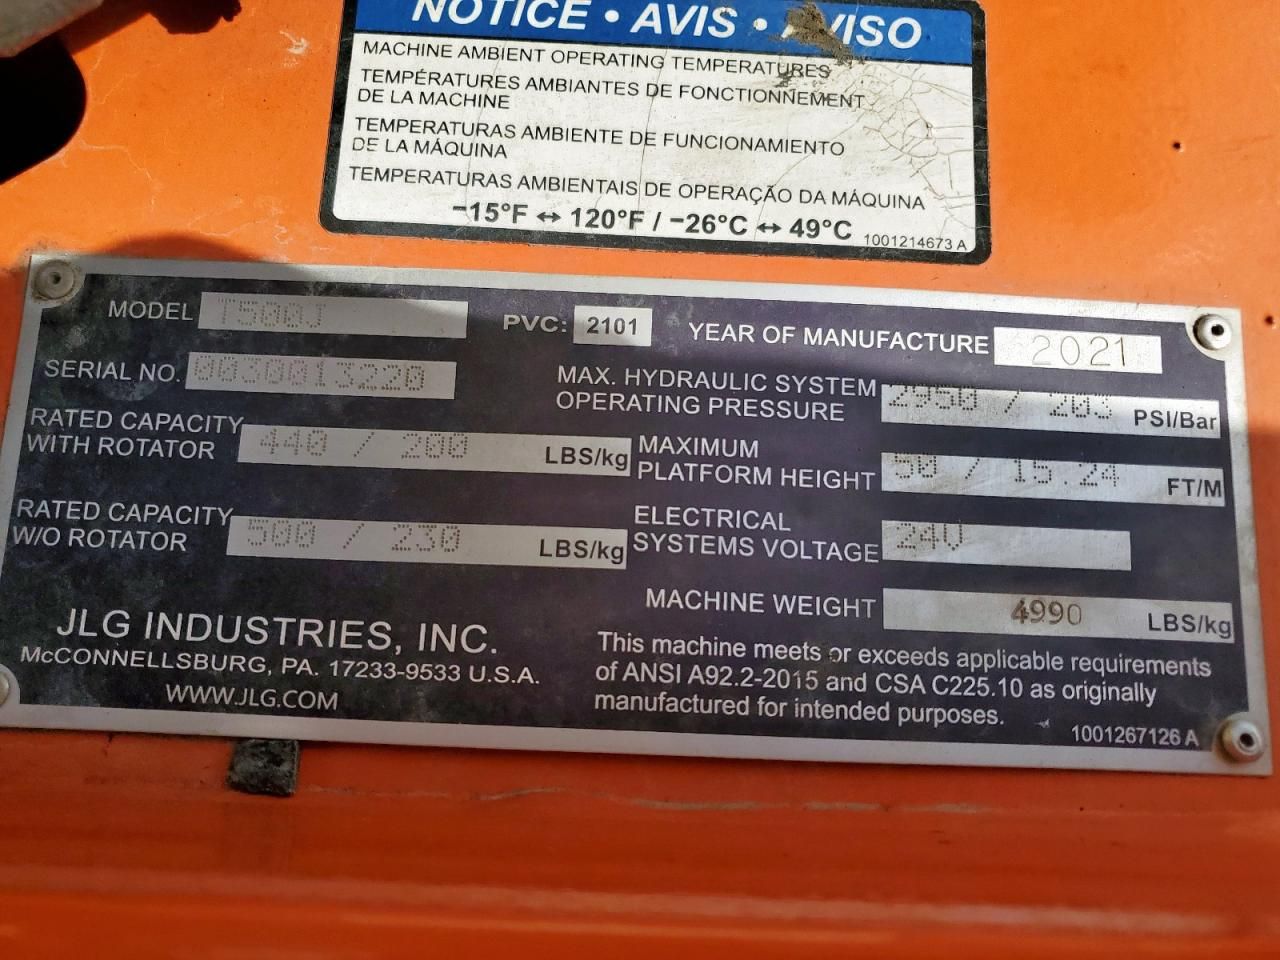 NOTICE • AVIS • AVISO
MACHINE AMBIENT OPERATING TEMPERATURES
TEMPÉRATURES AMBIANTES DE FONCTIONNEMENT
DE LA MACHINE
TEMPERATURAS AMBIENTE DE FUNCIONAMIENTO
DE LA MÁQUINA
TEMPERATURAS AMBIENTAIS DE OPERAÇÃO DA MÁQUINA
-15°F ↔ 120°F / -26°C ↔ 49°C
1001214673 A
MODEL T500J
PVC: 2101
YEAR OF MANUFACTURE 2021
SERIAL NO. 0030013220
MAX. HYDRAULIC SYSTEM
OPERATING PRESSURE 2950 / 203 PSI/Bar
RATED CAPACITY
WITH ROTATOR 440 / 200 LBS/kg
MAXIMUM
PLATFORM HEIGHT 50 / 15.24 FT/M
RATED CAPACITY
W/O ROTATOR 500 / 230 LBS/kg
ELECTRICAL
SYSTEMS VOLTAGE 24V
MACHINE WEIGHT 4990 LBS/kg
JLG INDUSTRIES, INC.
McCONNELLSBURG, PA. 17233-9533 U.S.A.
WWW.JLG.COM
This machine meets or exceeds applicable requirements
of ANSI A92.2-2015 and CSA C225.10 as originally
manufactured for intended purposes.
1001267126 A